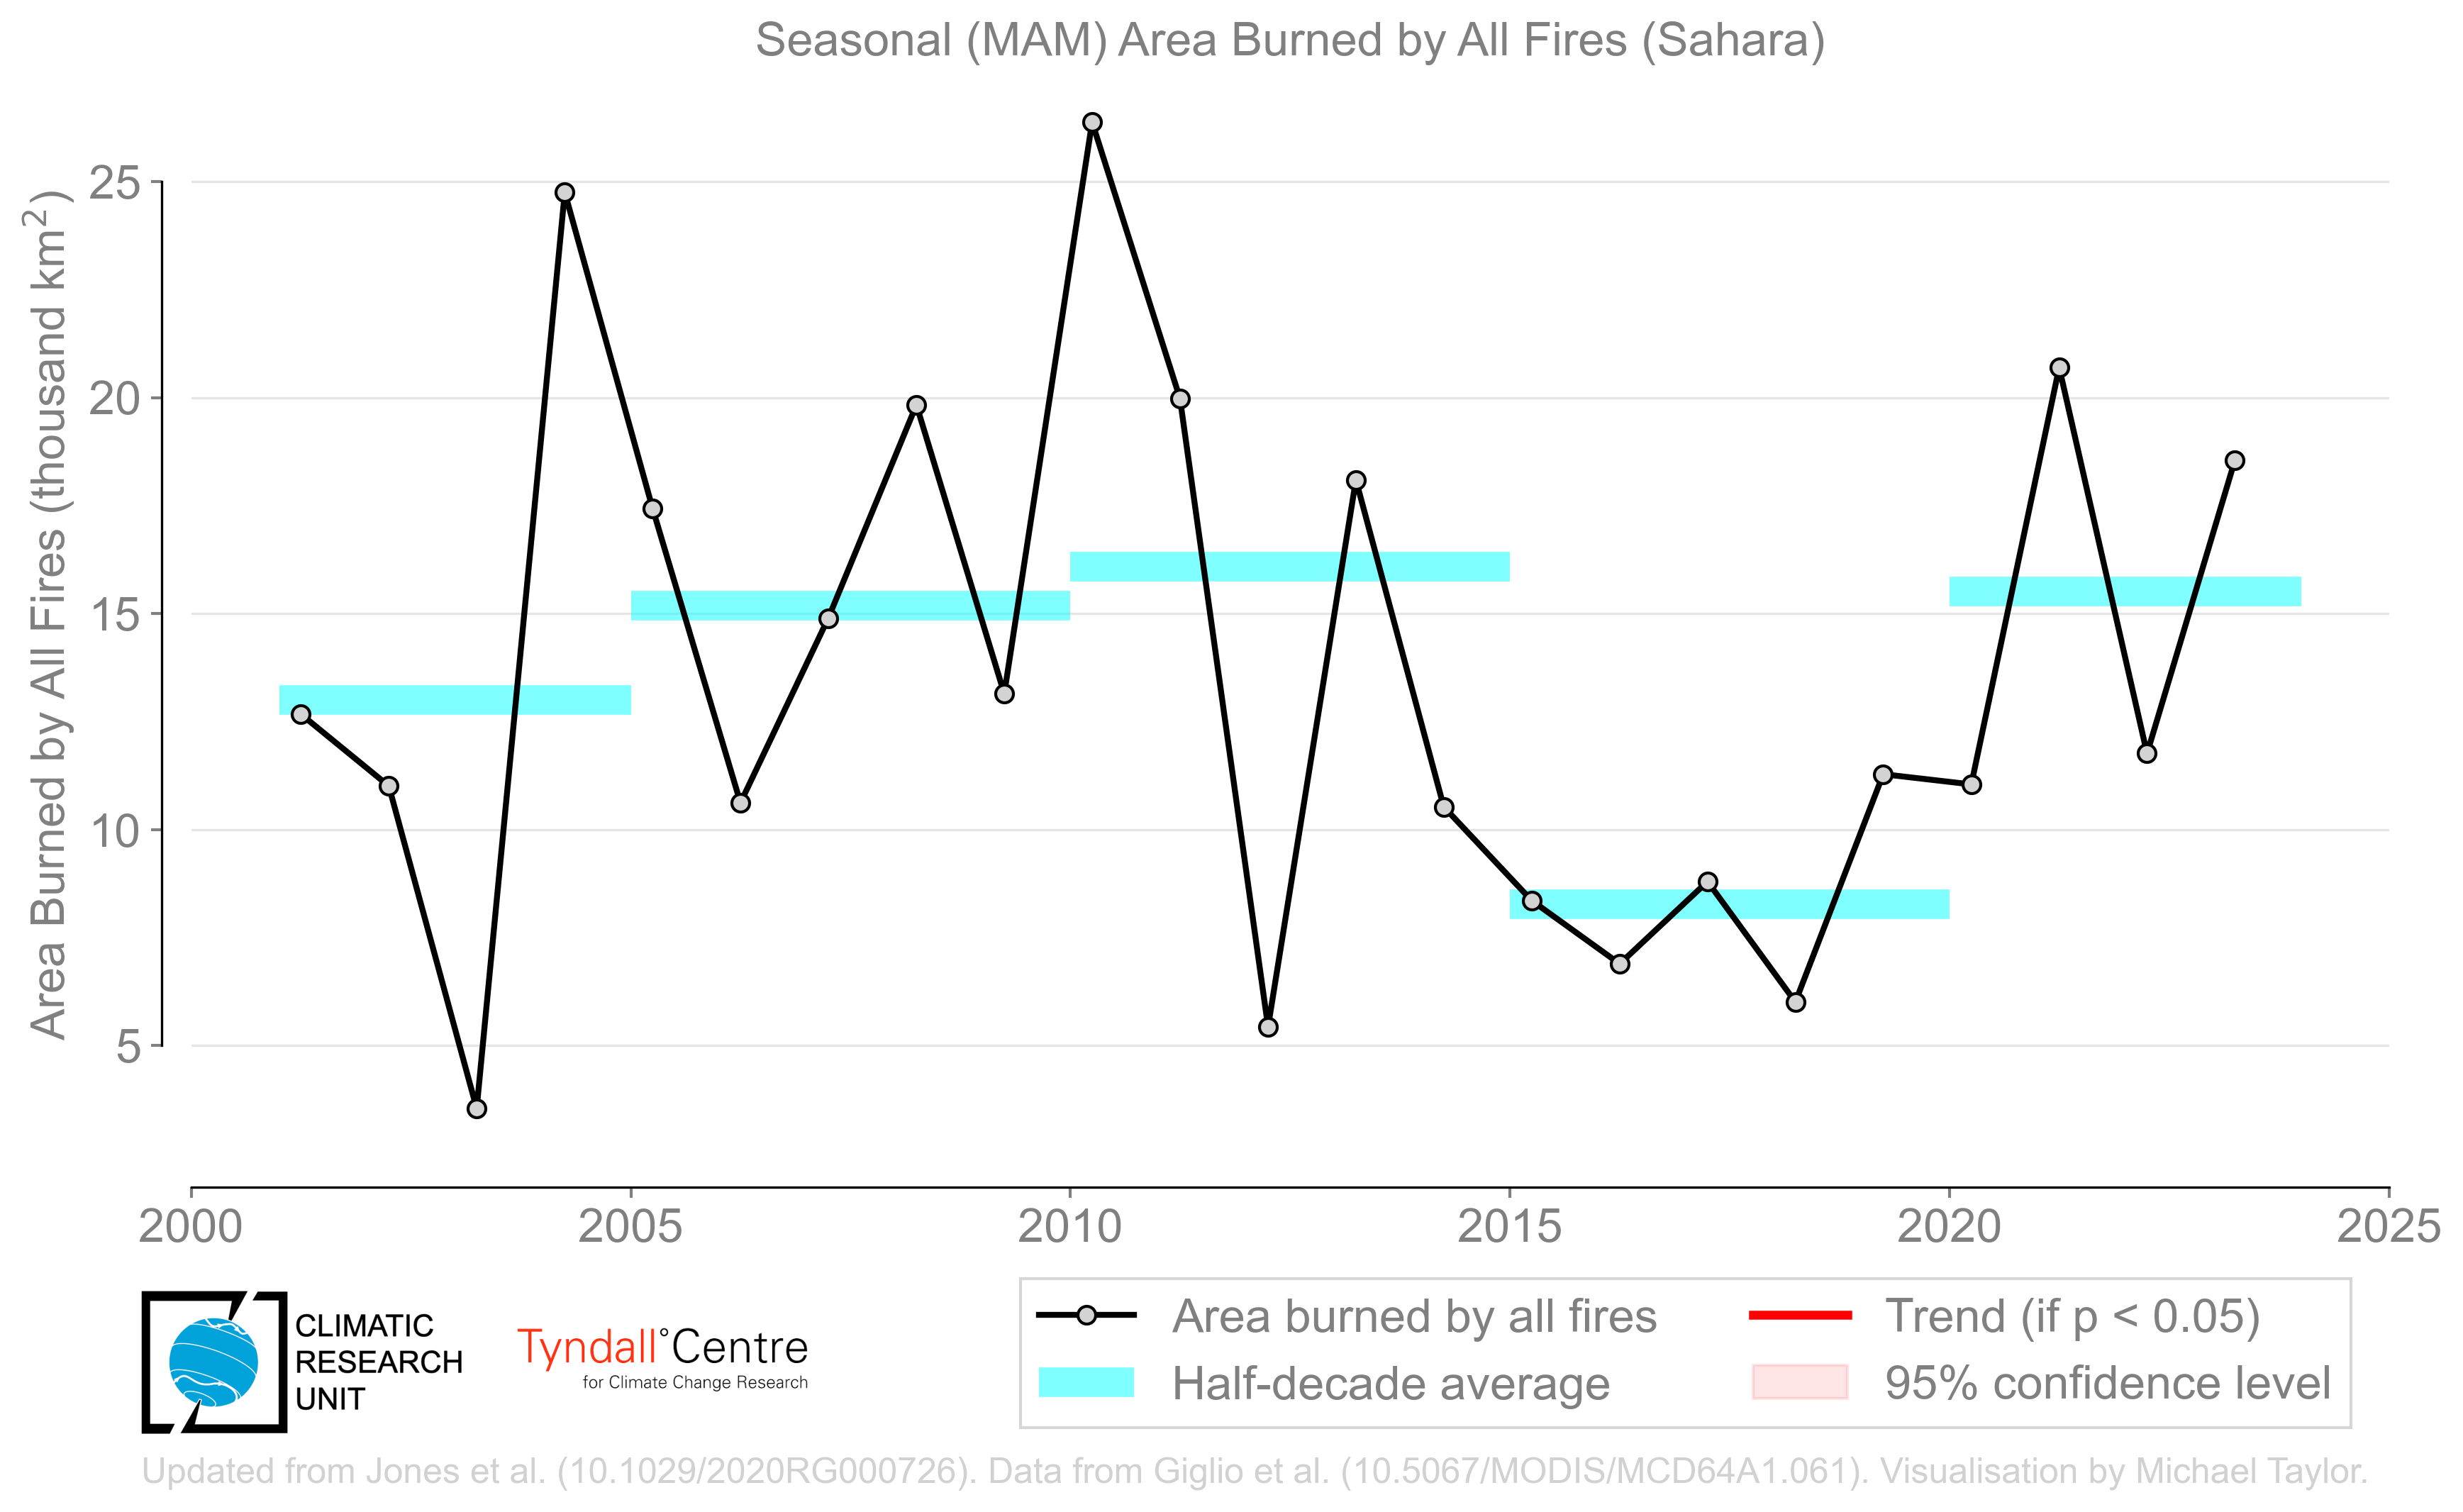 Seasonal (MAM) Area Burned by All Fires (Sahara)
Area Burned by All Fires (thousand km²)
25
20
15
10
5
2000 2005 2010 2015 2020 2025
CLIMATIC
RESEARCH
UNIT
Tyndall°Centre
for Climate Change Research
Area burned by all fires
Half-decade average
Trend (if p < 0.05)
95% confidence level
Updated from Jones et al. (10.1029/2020RG000726). Data from Giglio et al. (10.5067/MODIS/MCD64A1.061). Visualisation by Michael Taylor.